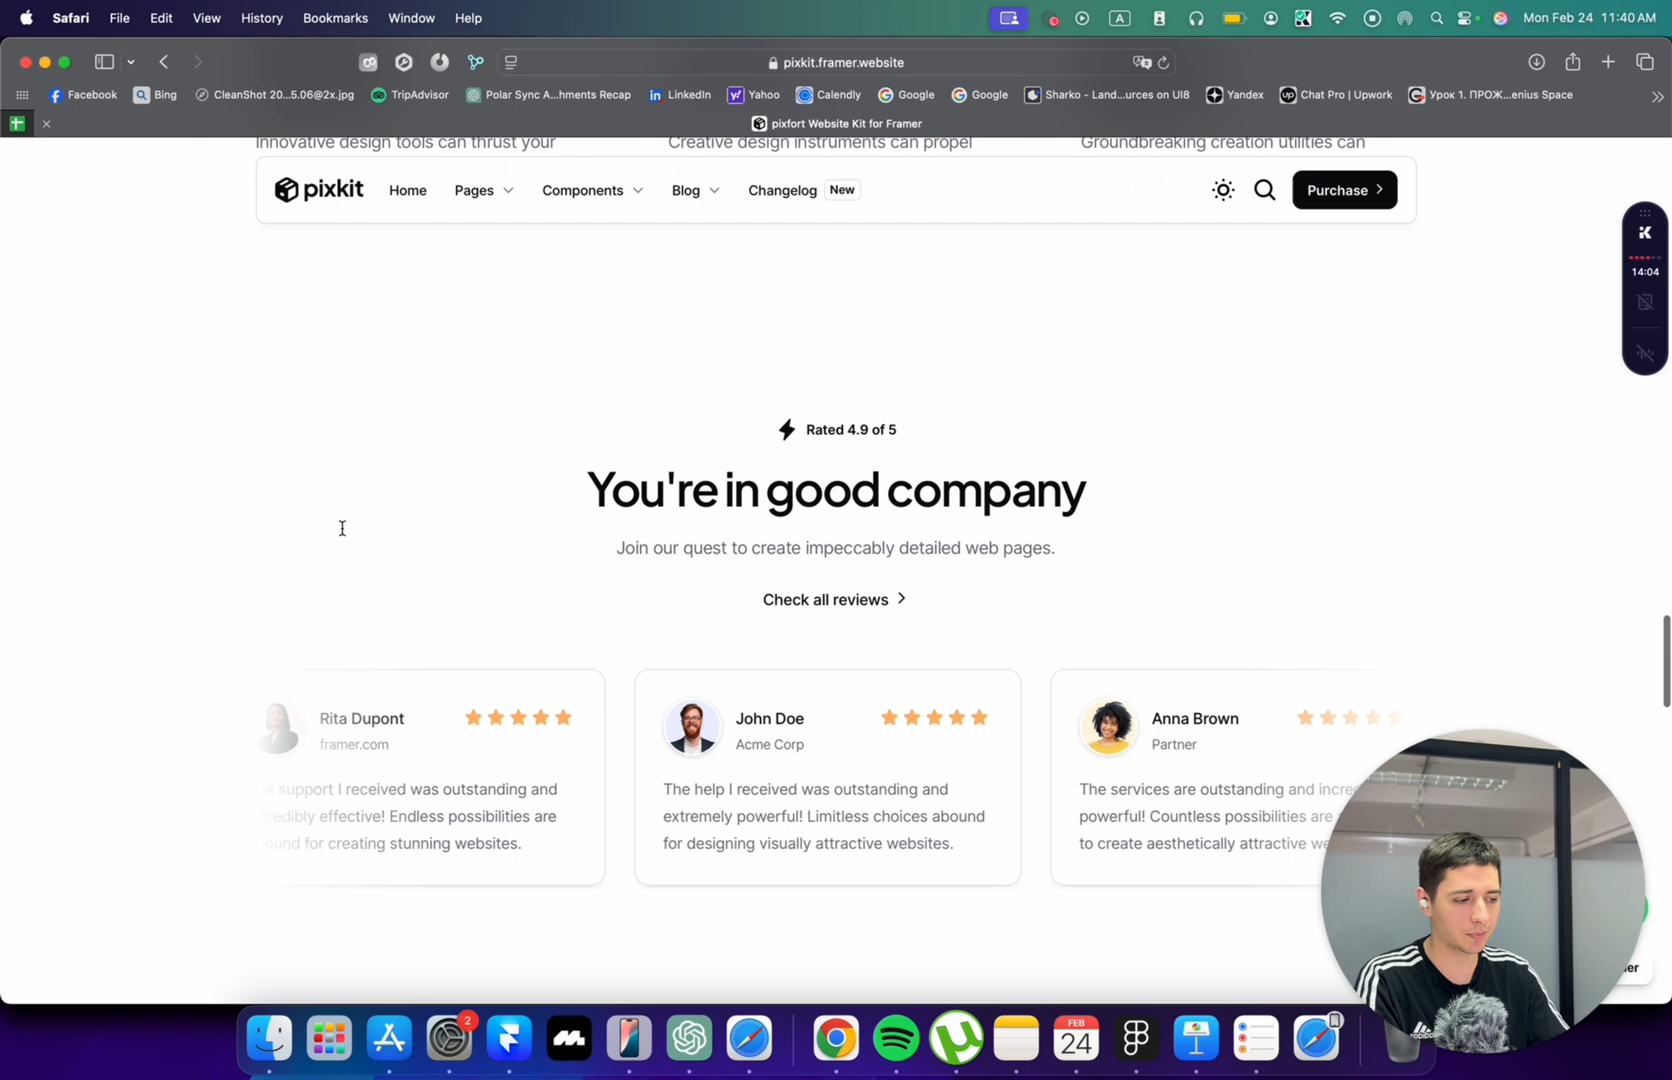 Safari File Edit View History Bookmarks Window Help
A
Mon Feb 24 11:40 AM
pixkit.framer.website
Facebook Bing CleanShot 20...5.06@2x.jpg TripAdvisor Polar Sync A...hments Recap LinkedIn Yahoo Calendly Google Google Sharko - Land...urces on UI8 Yandex Chat Pro | Upwork Урок 1. ПРОЖ...enius Space
pixfort Website Kit for Framer
Innovative design tools can thrust your
Creative design instruments can propel
Groundbreaking creation utilities can
pixkit Home Pages Components Blog Changelog New Purchase
14:04
Rated 4.9 of 5
You're in good company
Join our quest to create impeccably detailed web pages.
Check all reviews
Rita Dupont
framer.com
support I received was outstanding and
effective! Endless possibilities are
for creating stunning websites.
John Doe
Acme Corp
The help I received was outstanding and
extremely powerful! Limitless choices abound
for designing visually attractive websites.
Anna Brown
Partner
The services are outstanding and incre
powerful! Countless possibilities are
to create aesthetically attractive we
er
2
FEB
24
adidas